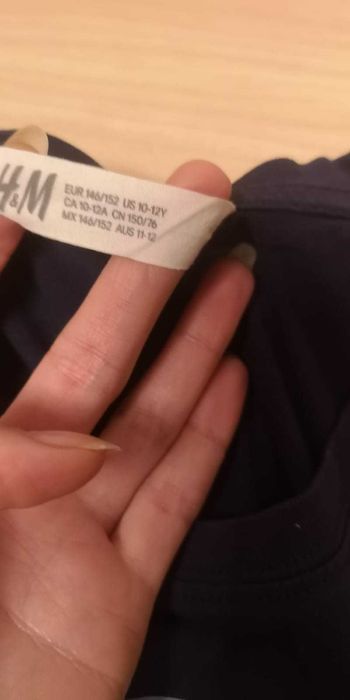 H&M
EUR 146/152 US 10-12Y
CA 10-12A CN 150/76
MX 146/152 AUS 11-12